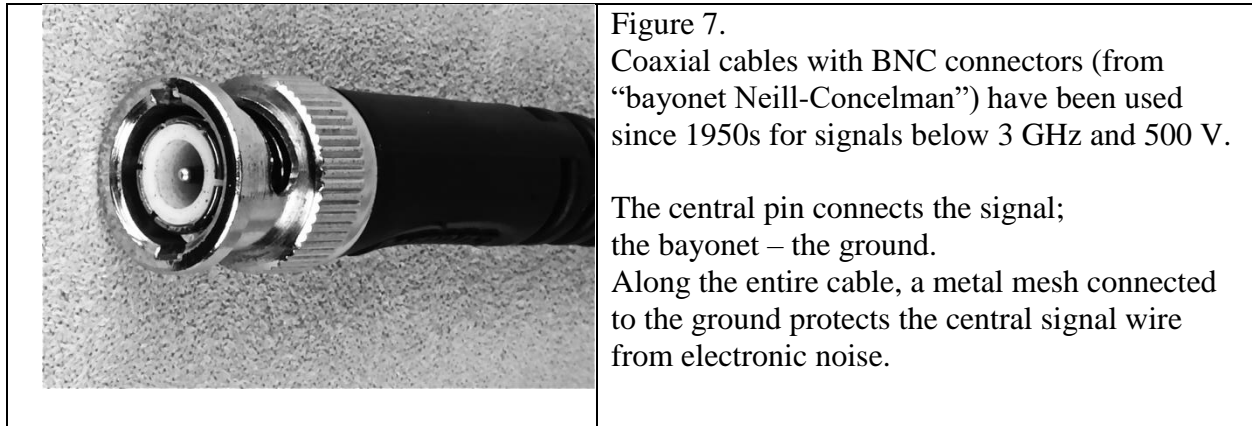 Figure 7.
Coaxial cables with BNC connectors (from
“bayonet Neill-Concelman”) have been used
since 1950s for signals below 3 GHz and 500 V.
The central pin connects the signal;
the bayonet – the ground.
Along the entire cable, a metal mesh connected
to the ground protects the central signal wire
from electronic noise.